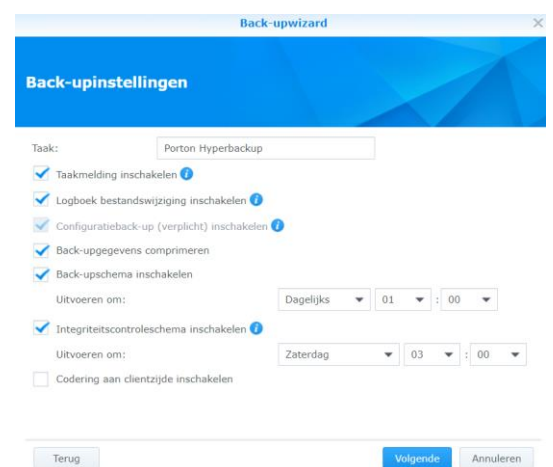 Back-upwizard
Back-upinstellingen
Taak: Porton Hyperbackup
Taakmelding inschakelen
Logboek bestandswijziging inschakelen
Configuratieback-up (verplicht) inschakelen
Back-upgegevens comprimeren
Back-upschema inschakelen
Uitvoeren om: Dagelijks 01 : 00
Integriteitscontroleschema inschakelen
Uitvoeren om: Zaterdag 03 : 00
Codering aan clientzijde inschakelen
Terug Volgende Annuleren